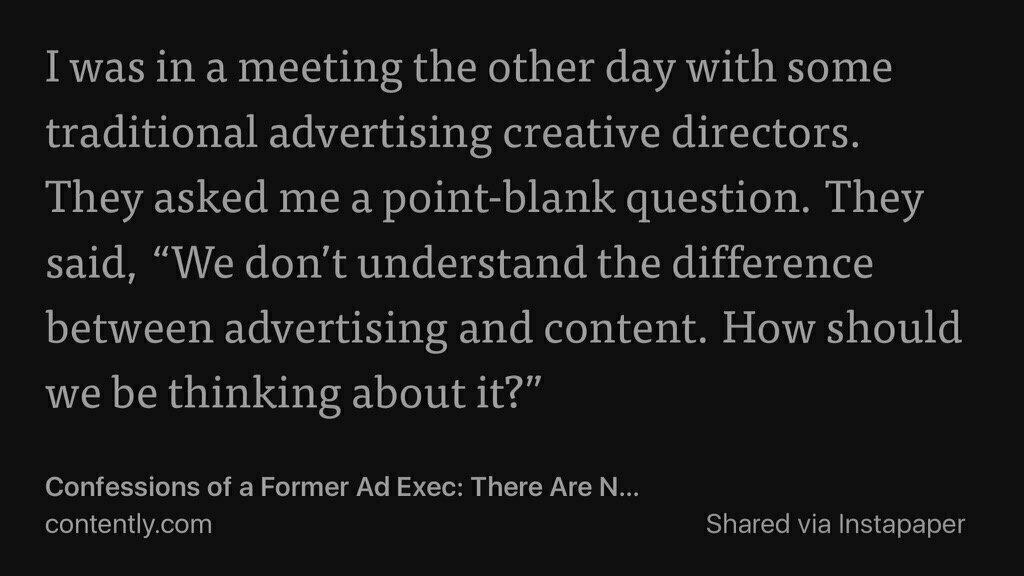 I was in a meeting the other day with some
traditional advertising creative directors.
They asked me a point-blank question. They
said, “We don’t understand the difference
between advertising and content. How should
we be thinking about it?”
Confessions of a Former Ad Exec: There Are N...
contently.com
Shared via Instapaper